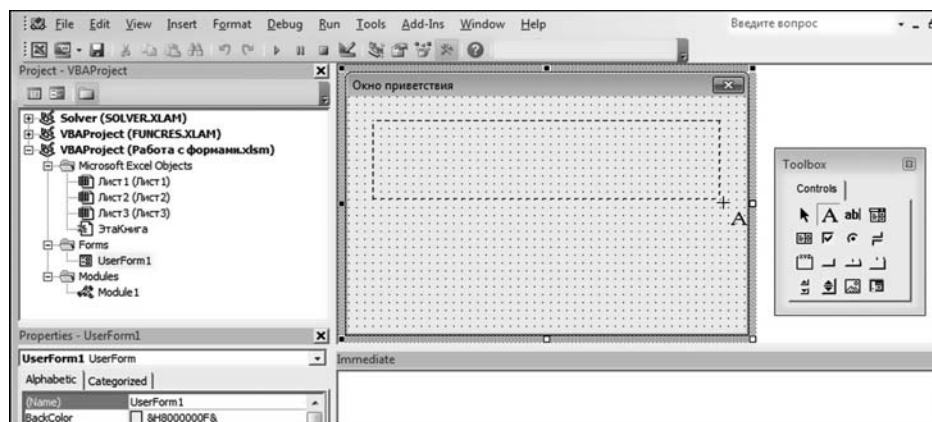 File Edit View Insert Format Debug Run Tools Add-Ins Window Help
Введите вопрос
Project - VBAProject
Solver (SOLVER.XLAM)
VBAProject (FUNCRES.XLAM)
VBAProject (Работа с формами.xlsm)
Microsoft Excel Objects
Лист1 (Лист1)
Лист2 (Лист2)
Лист3 (Лист3)
ЭтаКнига
Forms
UserForm1
Modules
Module1
Properties - UserForm1
UserForm1 UserForm
Alphabetic Categorized
(Name) UserForm1
BackColor &H8000000F&
Окно приветствия
A
Toolbox
Controls
A abl
Immediate